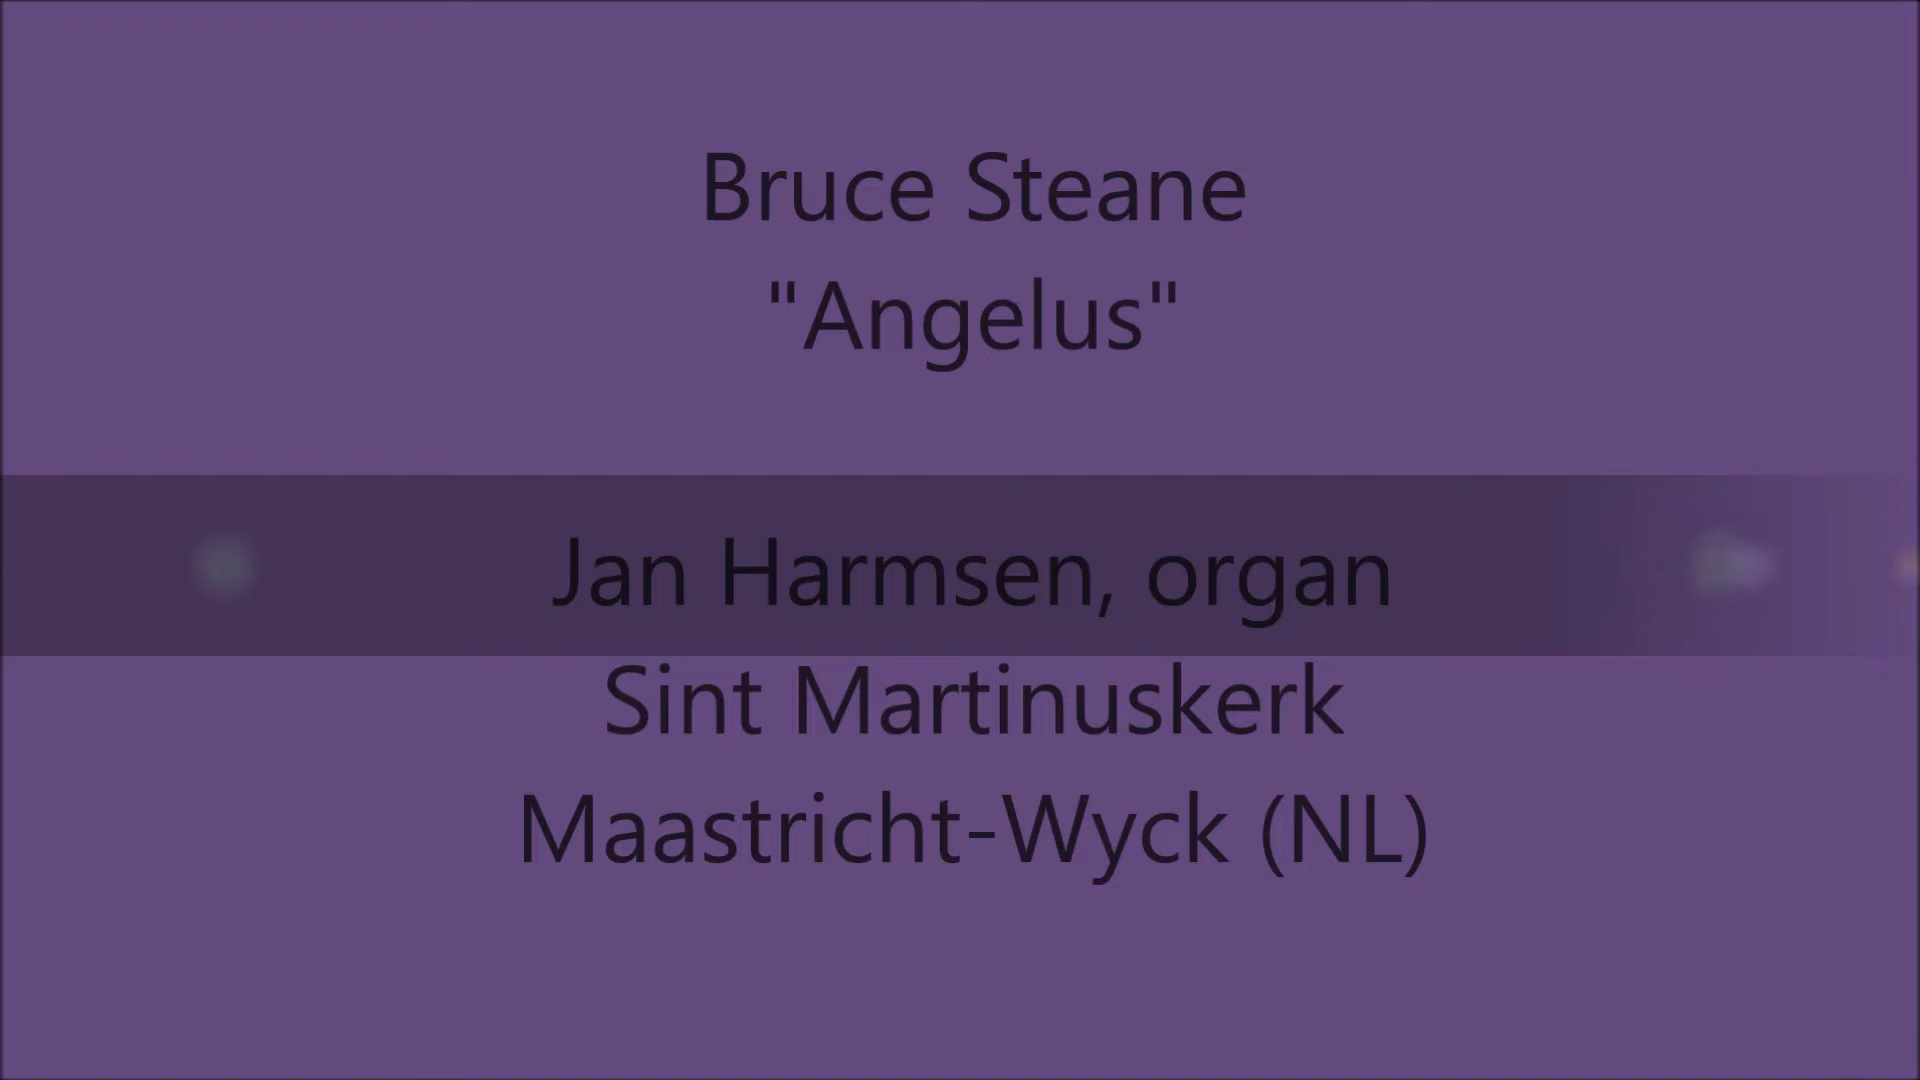 Bruce Steane
"Angelus"
Jan Harmsen, organ
Sint Martinuskerk
Maastricht-Wyck (NL)